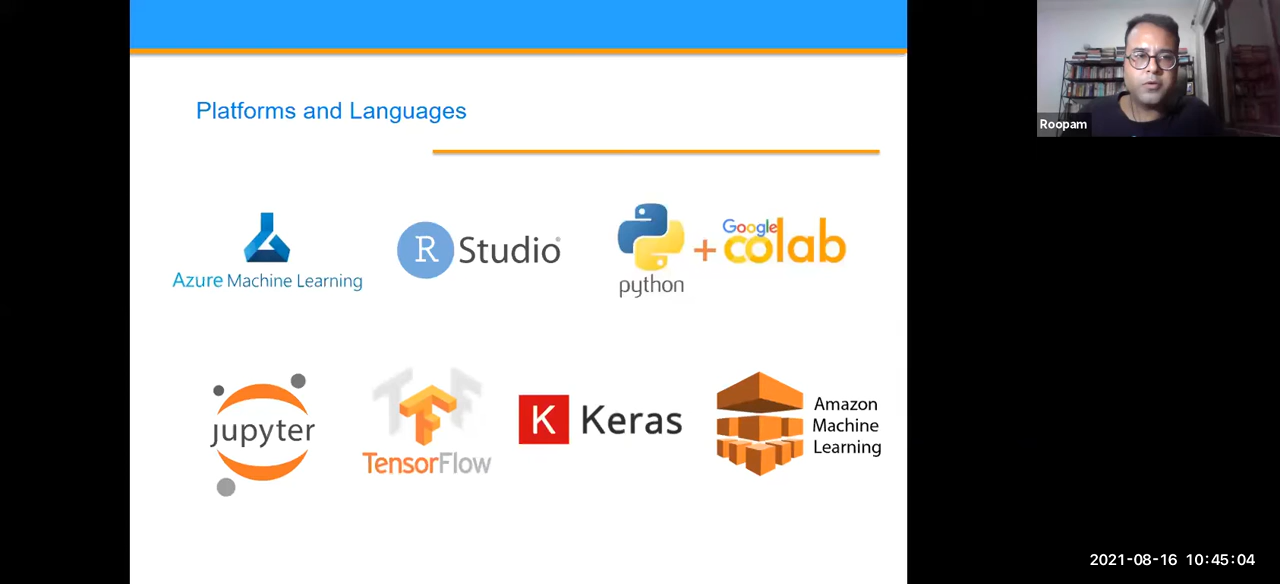 Roopam
Platforms and Languages
Azure Machine Learning
R Studio®
python + Google colab
jupyter
TF
TensorFlow
K Keras
Amazon
Machine
Learning
2021-08-16 10:45:04